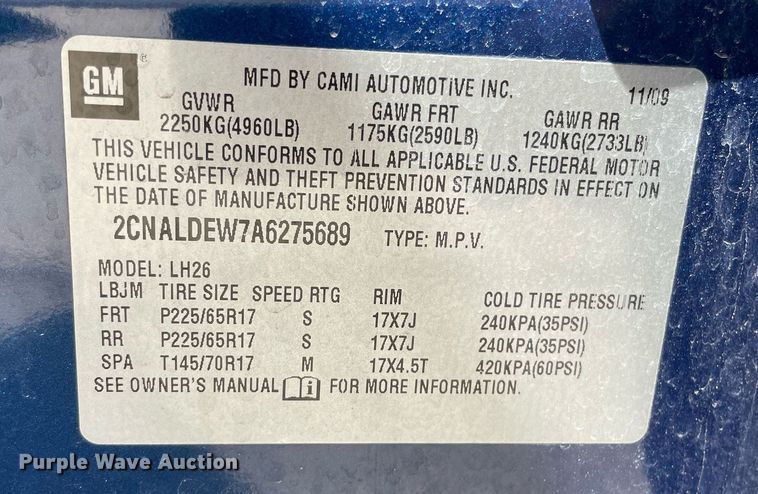 GM
MFD BY CAMI AUTOMOTIVE INC. 11/09
GVWR GAWR FRT GAWR RR
2250KG(4960LB) 1175KG(2590LB) 1240KG(2733LB)
THIS VEHICLE CONFORMS TO ALL APPLICABLE U.S. FEDERAL MOTOR
VEHICLE SAFETY AND THEFT PREVENTION STANDARDS IN EFFECT ON
THE DATE OF MANUFACTURE SHOWN ABOVE.
2CNALDEW7A6275689 TYPE: M.P.V.
MODEL: LH26
LBJM TIRE SIZE SPEED RTG RIM COLD TIRE PRESSURE
FRT P225/65R17 S 17X7J 240KPA(35PSI)
RR P225/65R17 S 17X7J 240KPA(35PSI)
SPA T145/70R17 M 17X4.5T 420KPA(60PSI)
SEE OWNER'S MANUAL i FOR MORE INFORMATION.
Purple Wave Auction